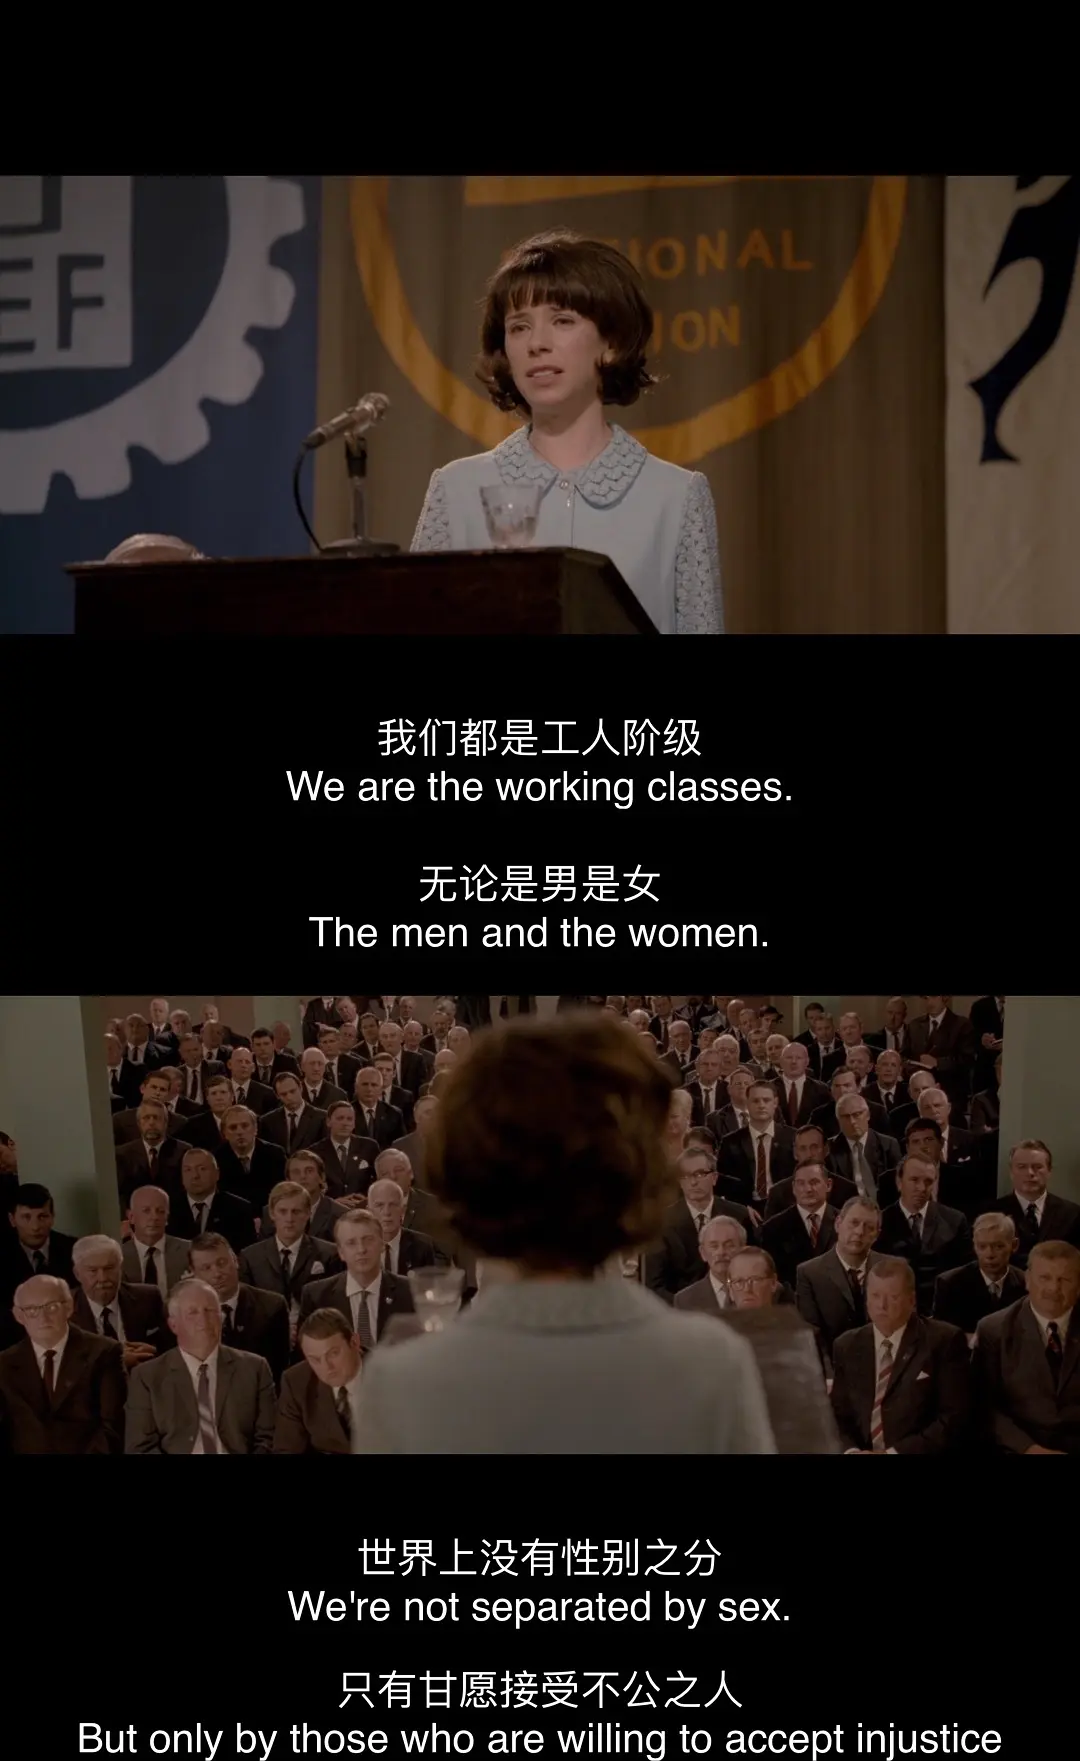 EF
NATIONAL
UNION
我们都是工人阶级
We are the working classes.
无论是男是女
The men and the women.
世界上没有性别之分
We're not separated by sex.
只有甘愿接受不公之人
But only by those who are willing to accept injustice